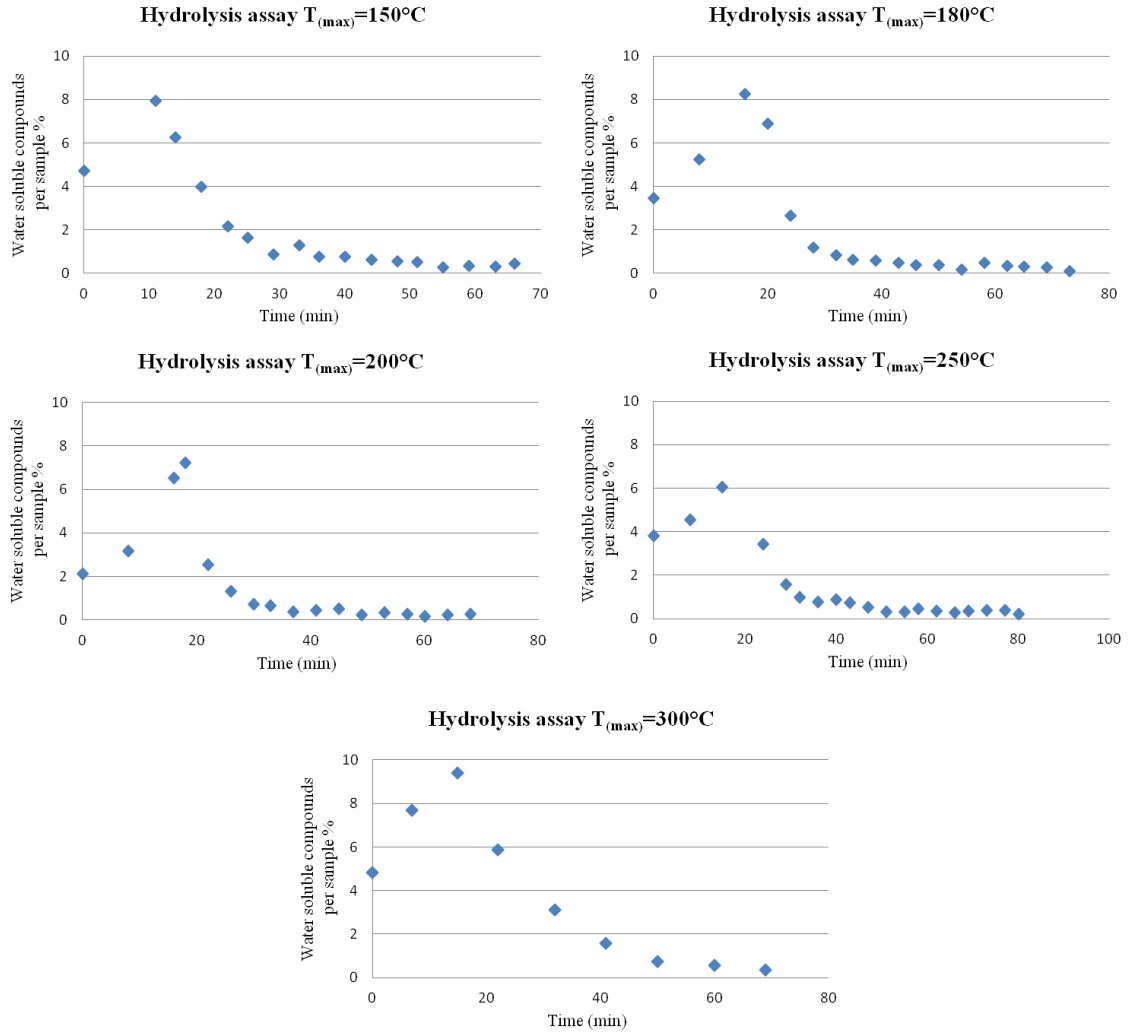 Hydrolysis assay T(max)=150°C
Water soluble compounds
per sample %
10
8
6
4
2
0
0 10 20 30 40 50 60 70
Time (min)
Hydrolysis assay T(max)=180°C
Water soluble compounds
per sample %
10
8
6
4
2
0
0 20 40 60 80
Time (min)
Hydrolysis assay T(max)=200°C
Water soluble compounds
per sample %
10
8
6
4
2
0
0 20 40 60 80
Time (min)
Hydrolysis assay T(max)=250°C
Water soluble compounds
per sample %
10
8
6
4
2
0
0 20 40 60 80 100
Time (min)
Hydrolysis assay T(max)=300°C
Water soluble compounds
per sample %
10
8
6
4
2
0
0 20 40 60 80
Time (min)